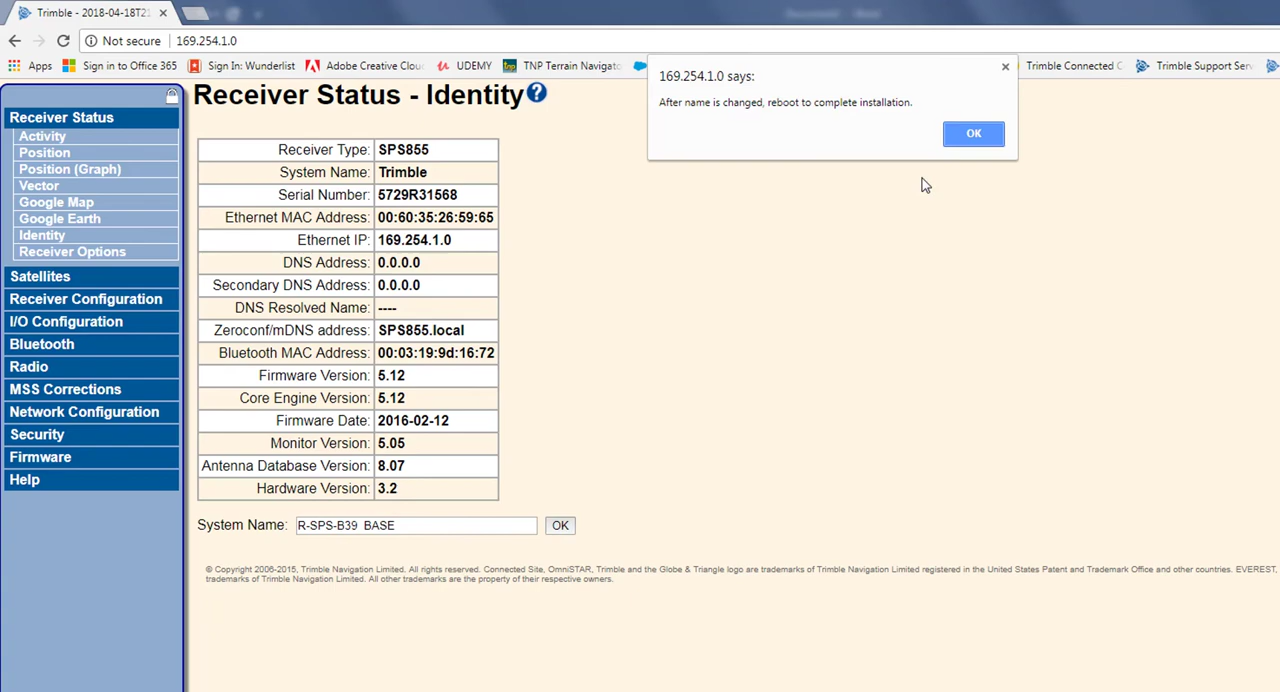 Trimble - 2018-04-18T21
Not secure
169.254.1.0
Apps
Sign in to Office 365
Sign In: Wunderlist
Adobe Creative Clou
UDEMY
TNP Terrain Navigato
Trimble Connected C
Trimble Support Serv
169.254.1.0 says:
After name is changed, reboot to complete installation.
OK
Receiver Status
Activity
Position
Position (Graph)
Vector
Google Map
Google Earth
Identity
Receiver Options
Satellites
Receiver Configuration
I/O Configuration
Bluetooth
Radio
MSS Corrections
Network Configuration
Security
Firmware
Help
Receiver Status - Identity
Receiver Type: SPS855
System Name: Trimble
Serial Number: 5729R31568
Ethernet MAC Address: 00:60:35:26:59:65
Ethernet IP: 169.254.1.0
DNS Address: 0.0.0.0
Secondary DNS Address: 0.0.0.0
DNS Resolved Name: ----
Zeroconf/mDNS address: SPS855.local
Bluetooth MAC Address: 00:03:19:9d:16:72
Firmware Version: 5.12
Core Engine Version: 5.12
Firmware Date: 2016-02-12
Monitor Version: 5.05
Antenna Database Version: 8.07
Hardware Version: 3.2
System Name: R-SPS-B39 BASE OK
© Copyright 2006-2015, Trimble Navigation Limited. All rights reserved. Connected Site, OmniSTAR, Trimble and the Globe & Triangle logo are trademarks of Trimble Navigation Limited registered in the United States Patent and Trademark Office and other countries. EVEREST,
trademarks of Trimble Navigation Limited. All other trademarks are the property of their respective owners.